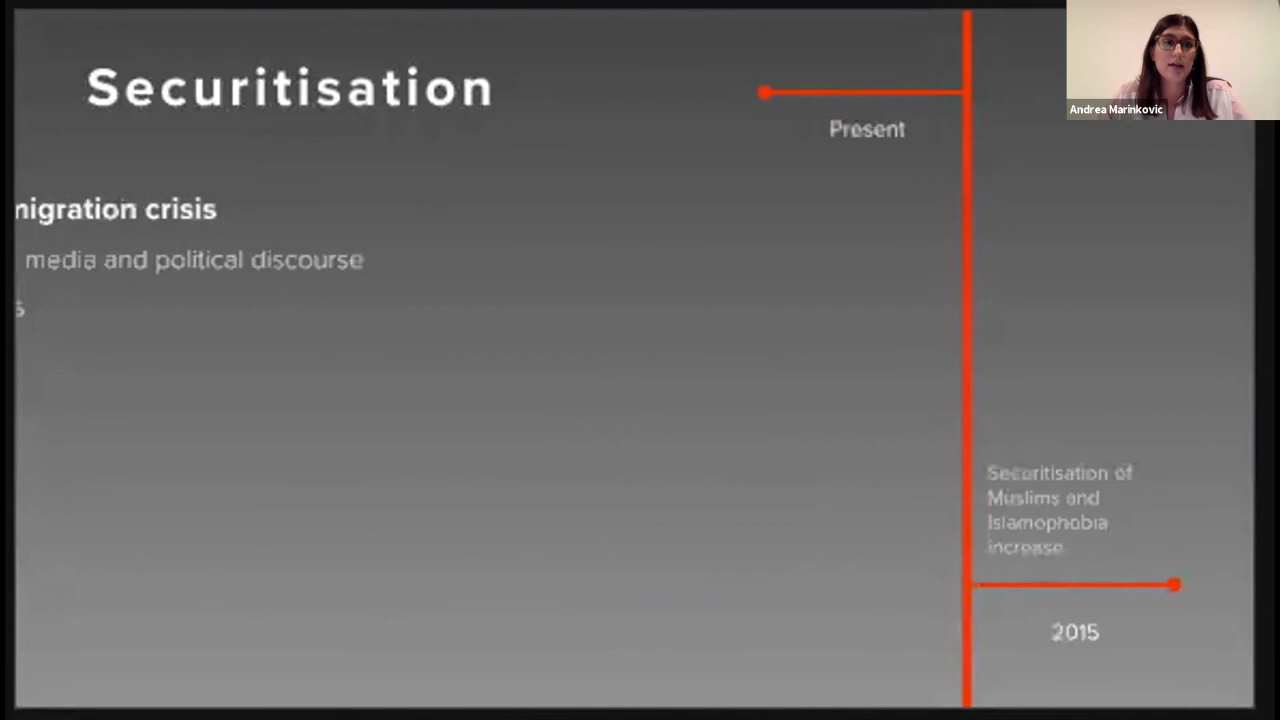 Securitisation
Present
Andrea Marinkovic
migration crisis
media and political discourse
s
Securitisation of
Muslims and
Islamophobia
increase
2015